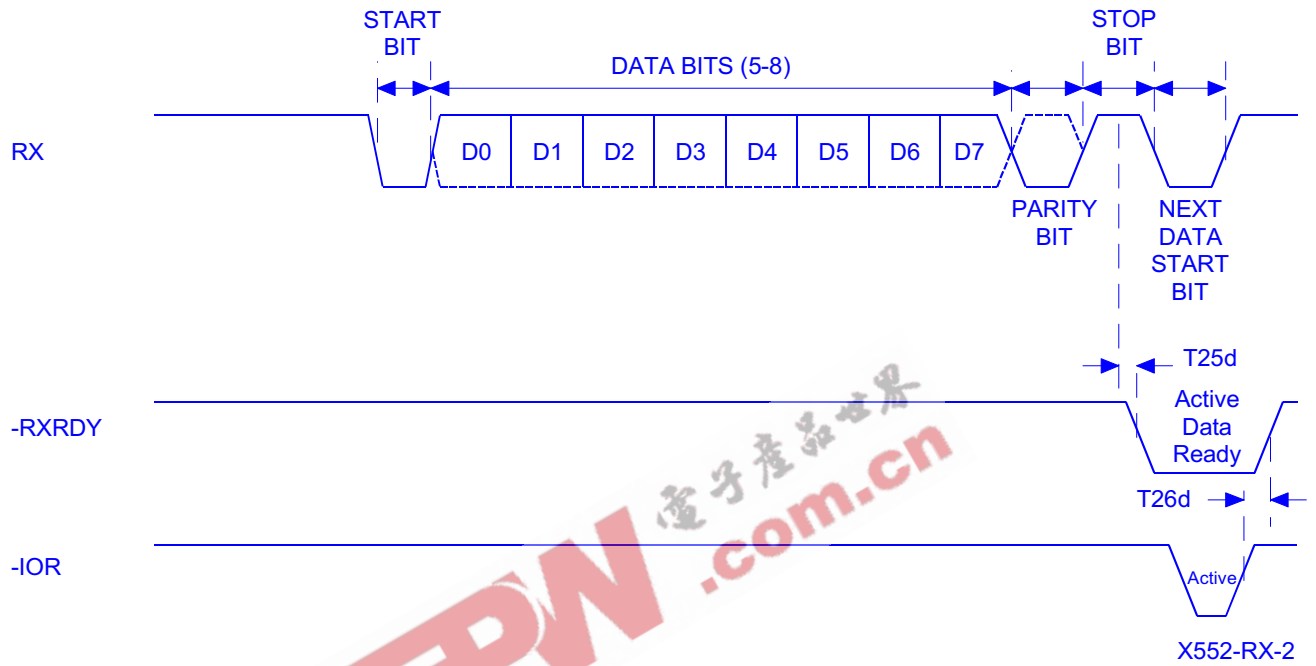 START
BIT
STOP
BIT
DATA BITS (5-8)
RX
D0
D1
D2
D3
D4
D5
D6
D7
PARITY
BIT
NEXT
DATA
START
BIT
T25d
-RXRDY
Active
Data
Ready
T26d
-IOR
Active
X552-RX-2
電子產品世界
.com.cn